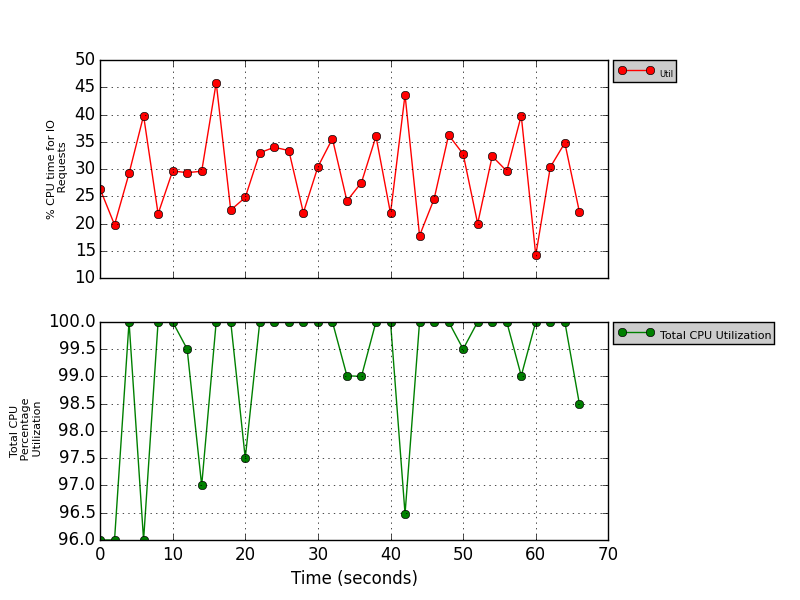 50
45
40
35
30
25
20
15
10
% CPU time for IO
Requests
Util
100.0
99.5
99.0
98.5
98.0
97.5
97.0
96.5
96.0
Total CPU
Percentage
Utilization
Total CPU Utilization
0 10 20 30 40 50 60 70
Time (seconds)